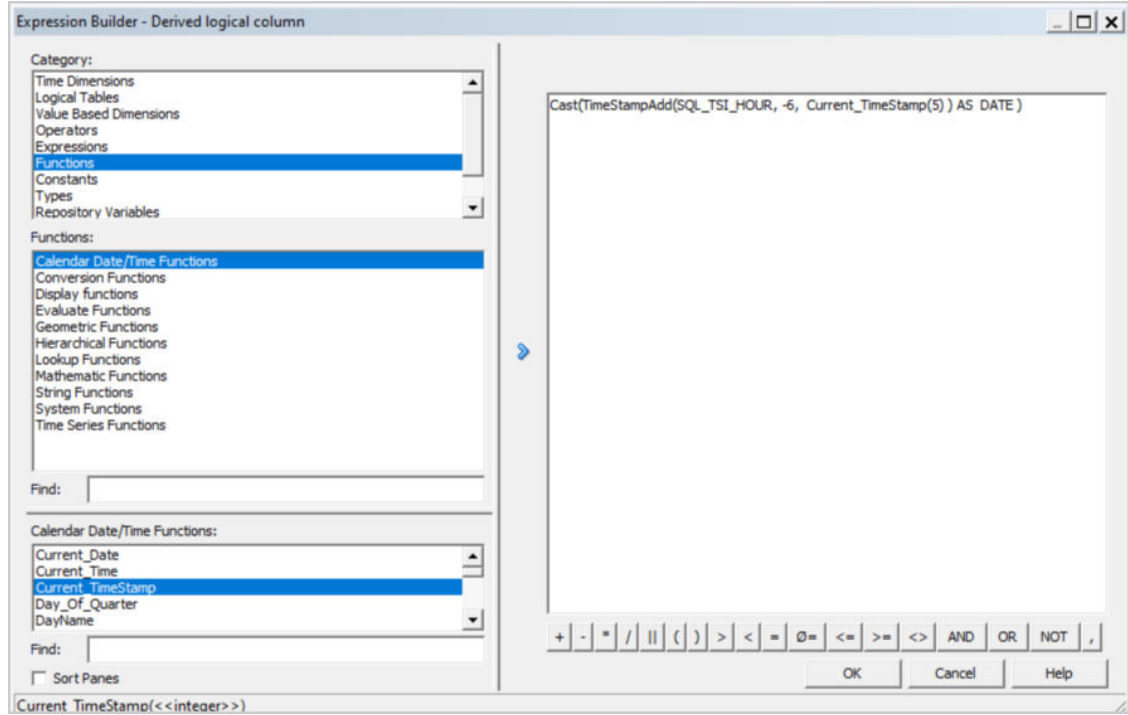 Expression Builder - Derived logical column
Category:
Time Dimensions
Logical Tables
Value Based Dimensions
Operators
Expressions
Functions
Constants
Types
Repository Variables
Functions:
Calendar Date/Time Functions
Conversion Functions
Display functions
Evaluate Functions
Geometric Functions
Hierarchical Functions
Lookup Functions
Mathematic Functions
String Functions
System Functions
Time Series Functions
Find:
Calendar Date/Time Functions:
Current_Date
Current_Time
Current_TimeStamp
Day_Of_Quarter
DayName
Find:
Sort Panes
Current_TimeStamp(<<integer>>)
Cast(TimeStampAdd(SQL_TSI_HOUR, -6, Current_TimeStamp(5) ) AS DATE )
+ - * / || ( ) > < = Ø= <= >= <> AND OR NOT ,
OK Cancel Help